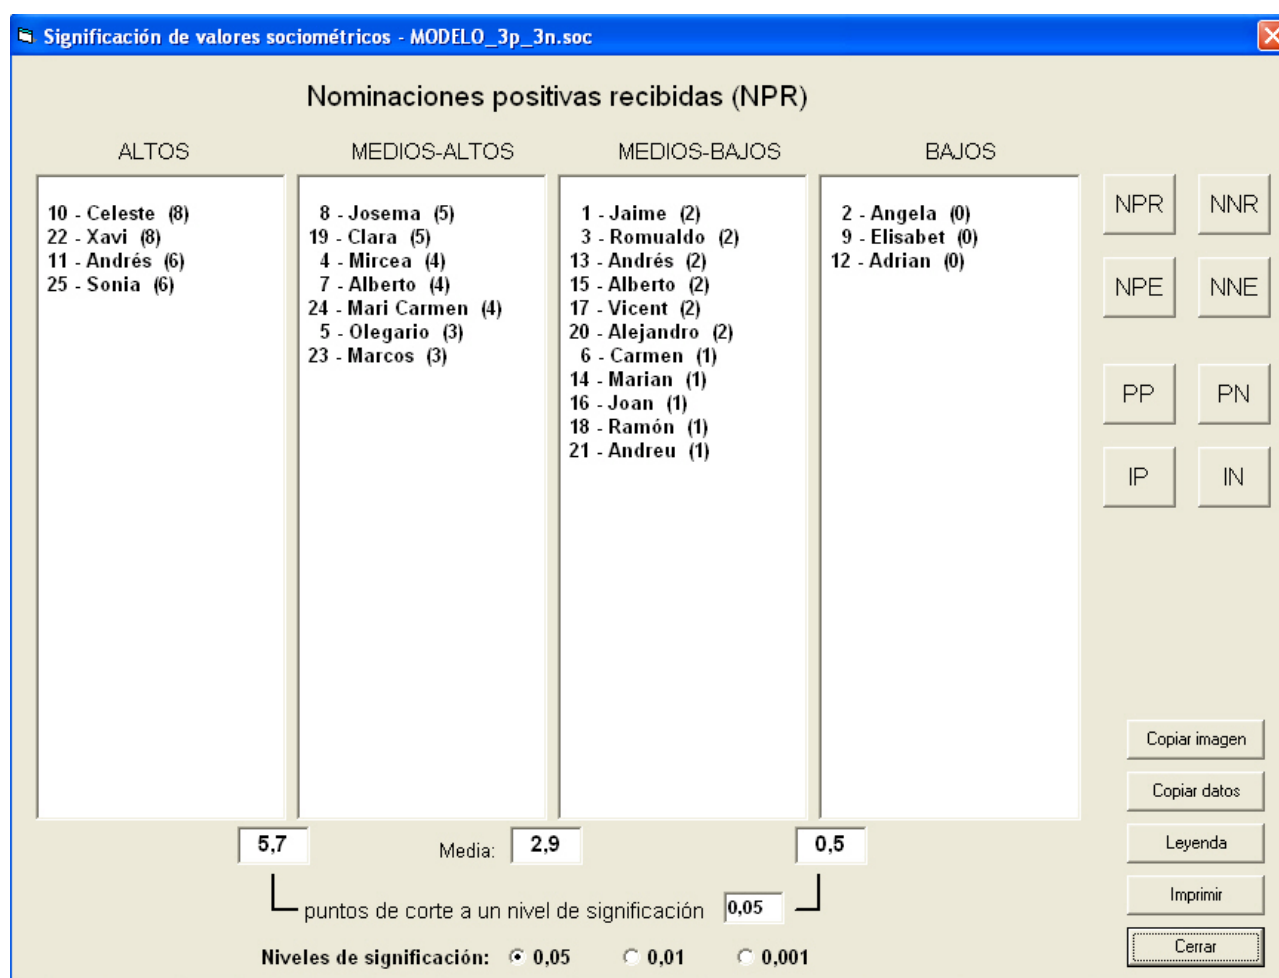 Significación de valores sociométricos - MODELO_3p_3n.soc
Nominaciones positivas recibidas (NPR)
ALTOS
10 - Celeste (8)
22 - Xavi (8)
11 - Andrés (6)
25 - Sonia (6)
MEDIOS-ALTOS
8 - Josema (5)
19 - Clara (5)
4 - Mircea (4)
7 - Alberto (4)
24 - Mari Carmen (4)
5 - Olegario (3)
23 - Marcos (3)
MEDIOS-BAJOS
1 - Jaime (2)
3 - Romualdo (2)
13 - Andrés (2)
15 - Alberto (2)
17 - Vicent (2)
20 - Alejandro (2)
6 - Carmen (1)
14 - Marian (1)
16 - Joan (1)
18 - Ramón (1)
21 - Andreu (1)
BAJOS
2 - Angela (0)
9 - Elisabet (0)
12 - Adrian (0)
NPR NNR
NPE NNE
PP PN
IP IN
Copiar imagen
Copiar datos
Leyenda
Imprimir
Cerrar
5,7 Media: 2,9 0,5
puntos de corte a un nivel de significación 0,05
Niveles de significación: 0,05 0,01 0,001